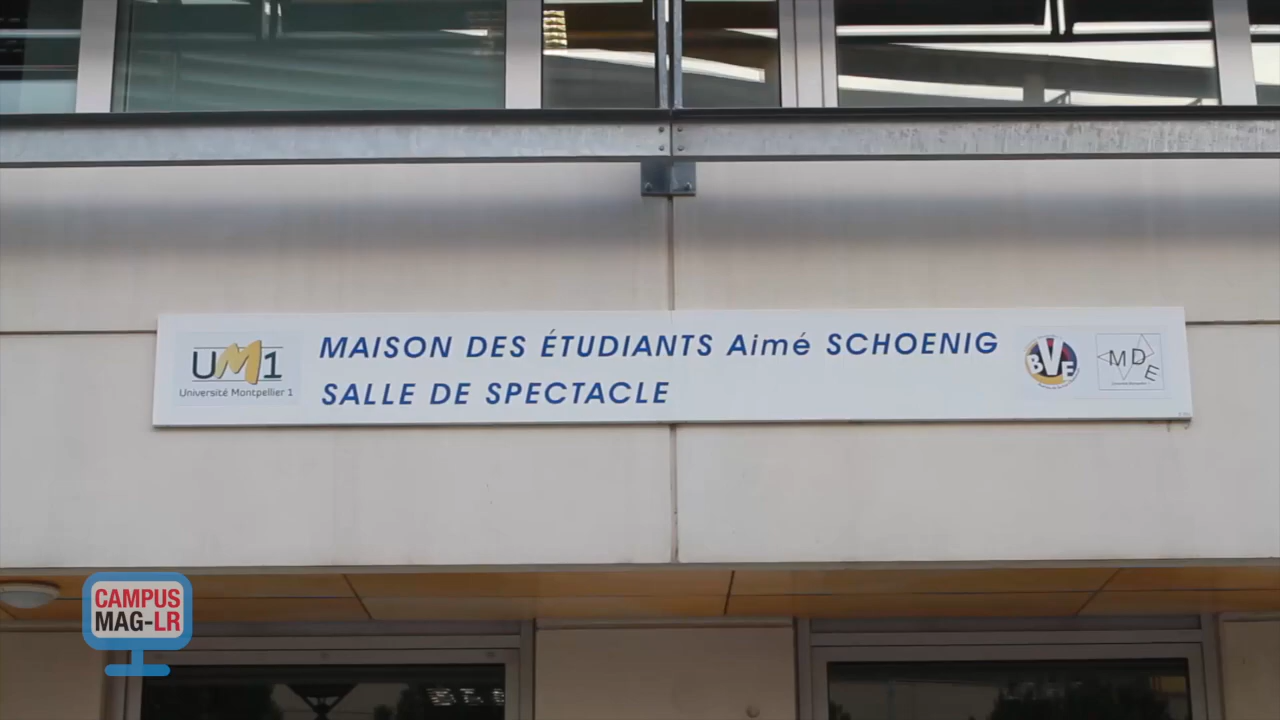 UM1
Université Montpellier 1
MAISON DES ÉTUDIANTS Aimé SCHOENIG
SALLE DE SPECTACLE
BVE
MDE
CAMPUS
MAG-LR